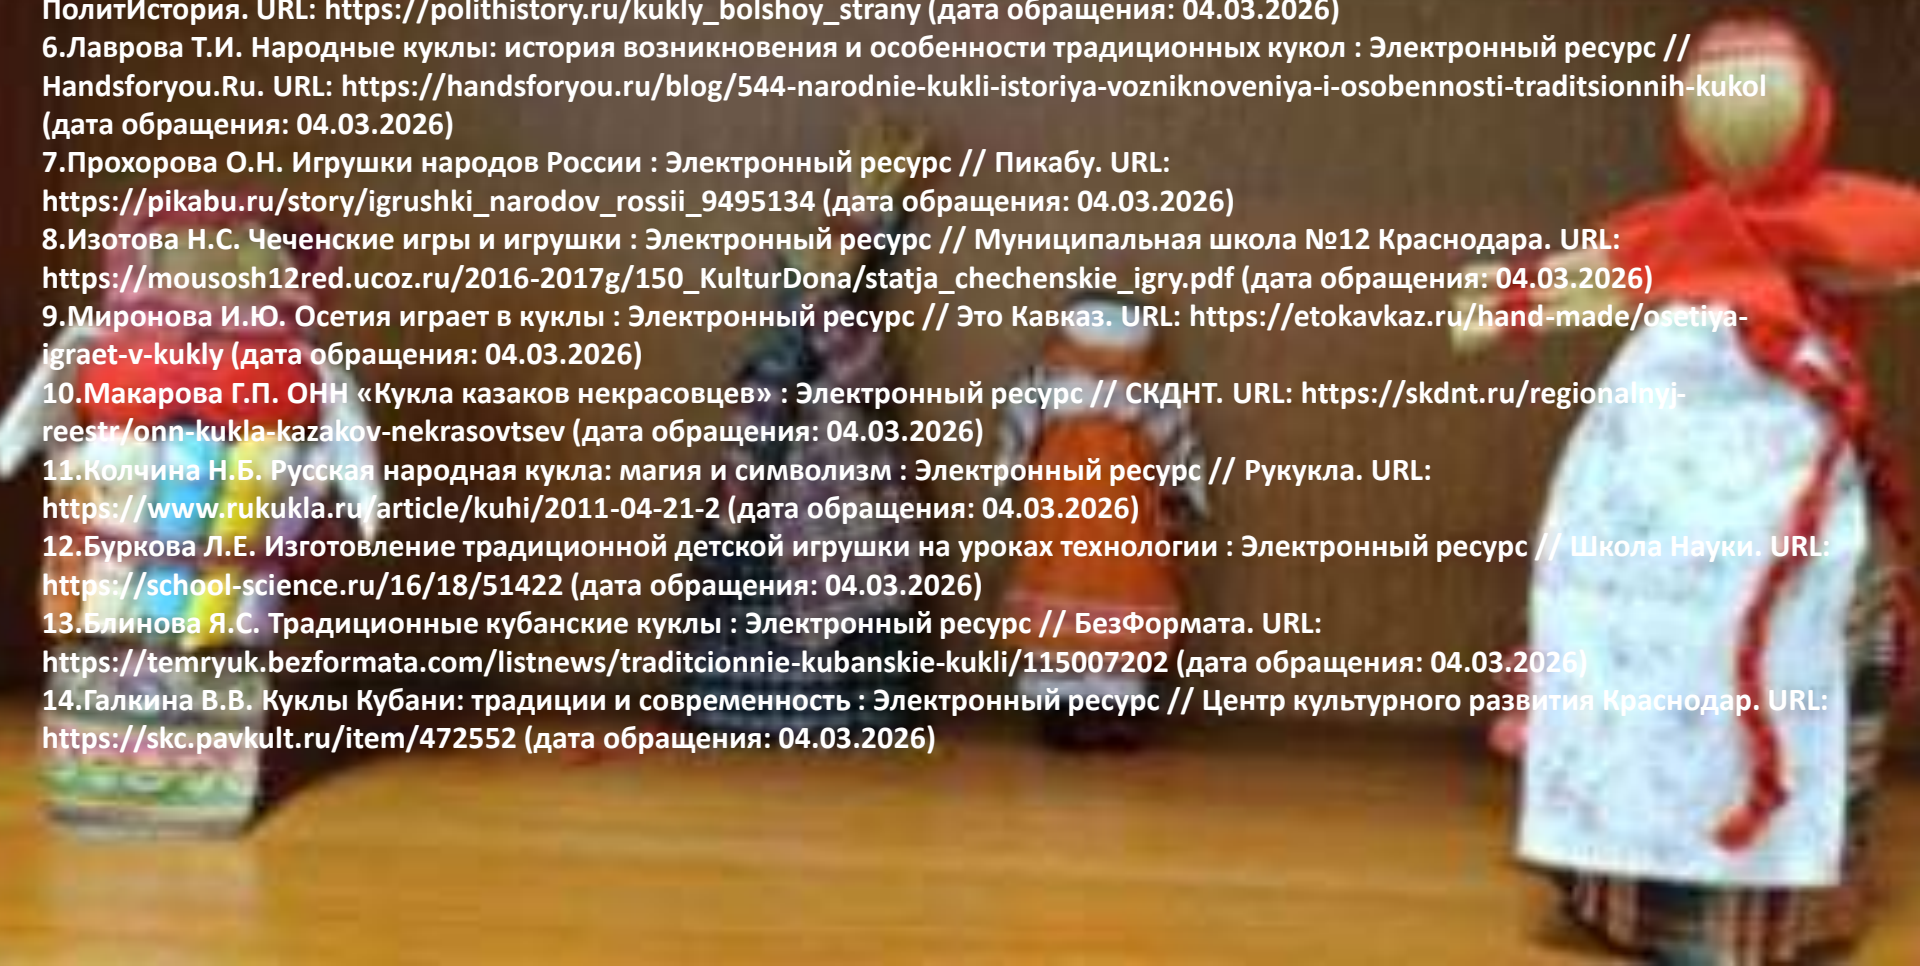 ПолитИстория. URL: https://polithistory.ru/kukly_bolshoy_strany (дата обращения: 04.03.2026)
6.Лаврова Т.И. Народные куклы: история возникновения и особенности традиционных кукол : Электронный ресурс //
Handsforyou.Ru. URL: https://handsforyou.ru/blog/544-narodnie-kukli-istoriya-vozniknoveniya-i-osobennosti-traditsionnih-kukol
(дата обращения: 04.03.2026)
7.Прохорова О.Н. Игрушки народов России : Электронный ресурс // Пикабу. URL:
https://pikabu.ru/story/igrushki_narodov_rossii_9495134 (дата обращения: 04.03.2026)
8.Изотова Н.С. Чеченские игры и игрушки : Электронный ресурс // Муниципальная школа №12 Краснодара. URL:
https://mousosh12red.ucoz.ru/2016-2017g/150_KulturDona/statja_chechenskie_igry.pdf (дата обращения: 04.03.2026)
9.Миронова И.Ю. Осетия играет в куклы : Электронный ресурс // Это Кавказ. URL: https://etokavkaz.ru/hand-made/osetiya-
igraet-v-kukly (дата обращения: 04.03.2026)
10.Макарова Г.П. ОНН «Кукла казаков некрасовцев» : Электронный ресурс // СКДНТ. URL: https://skdnt.ru/regionalnyj-
reestr/onn-kukla-kazakov-nekrasovtsev (дата обращения: 04.03.2026)
11.Колчина Н.Б. Русская народная кукла: магия и символизм : Электронный ресурс // Рукукла. URL:
https://www.rukukla.ru/article/kuhi/2011-04-21-2 (дата обращения: 04.03.2026)
12.Буркова Л.Е. Изготовление традиционной детской игрушки на уроках технологии : Электронный ресурс // Школа Науки. URL:
https://school-science.ru/16/18/51422 (дата обращения: 04.03.2026)
13.Блинова Я.С. Традиционные кубанские куклы : Электронный ресурс // БезФормата. URL:
https://temryuk.bezformata.com/listnews/traditcionnie-kubanskie-kukli/115007202 (дата обращения: 04.03.2026)
14.Галкина В.В. Куклы Кубани: традиции и современность : Электронный ресурс // Центр культурного развития Краснодар. URL:
https://skc.pavkult.ru/item/472552 (дата обращения: 04.03.2026)